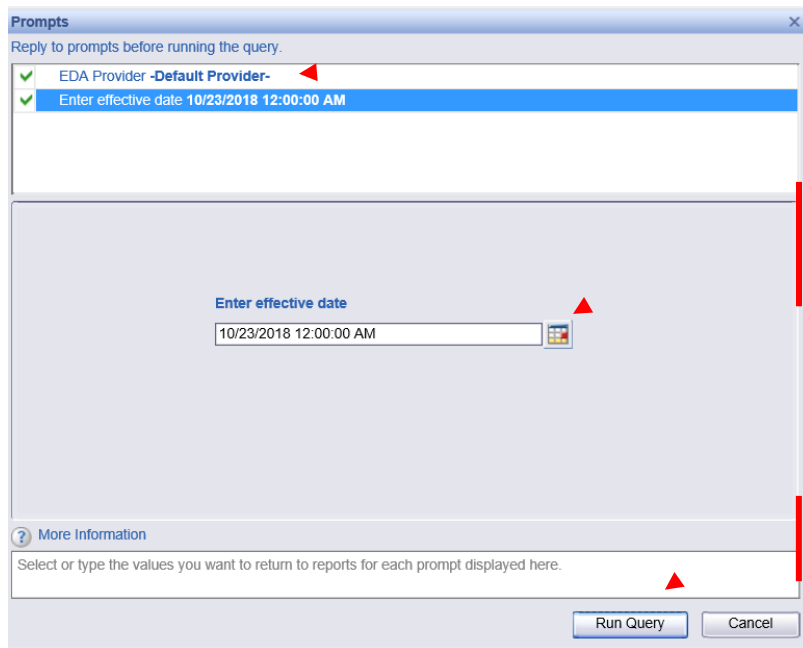 Prompts
Reply to prompts before running the query.
EDA Provider -Default Provider-
Enter effective date 10/23/2018 12:00:00 AM
Enter effective date
10/23/2018 12:00:00 AM
More Information
Select or type the values you want to return to reports for each prompt displayed here.
Run Query Cancel